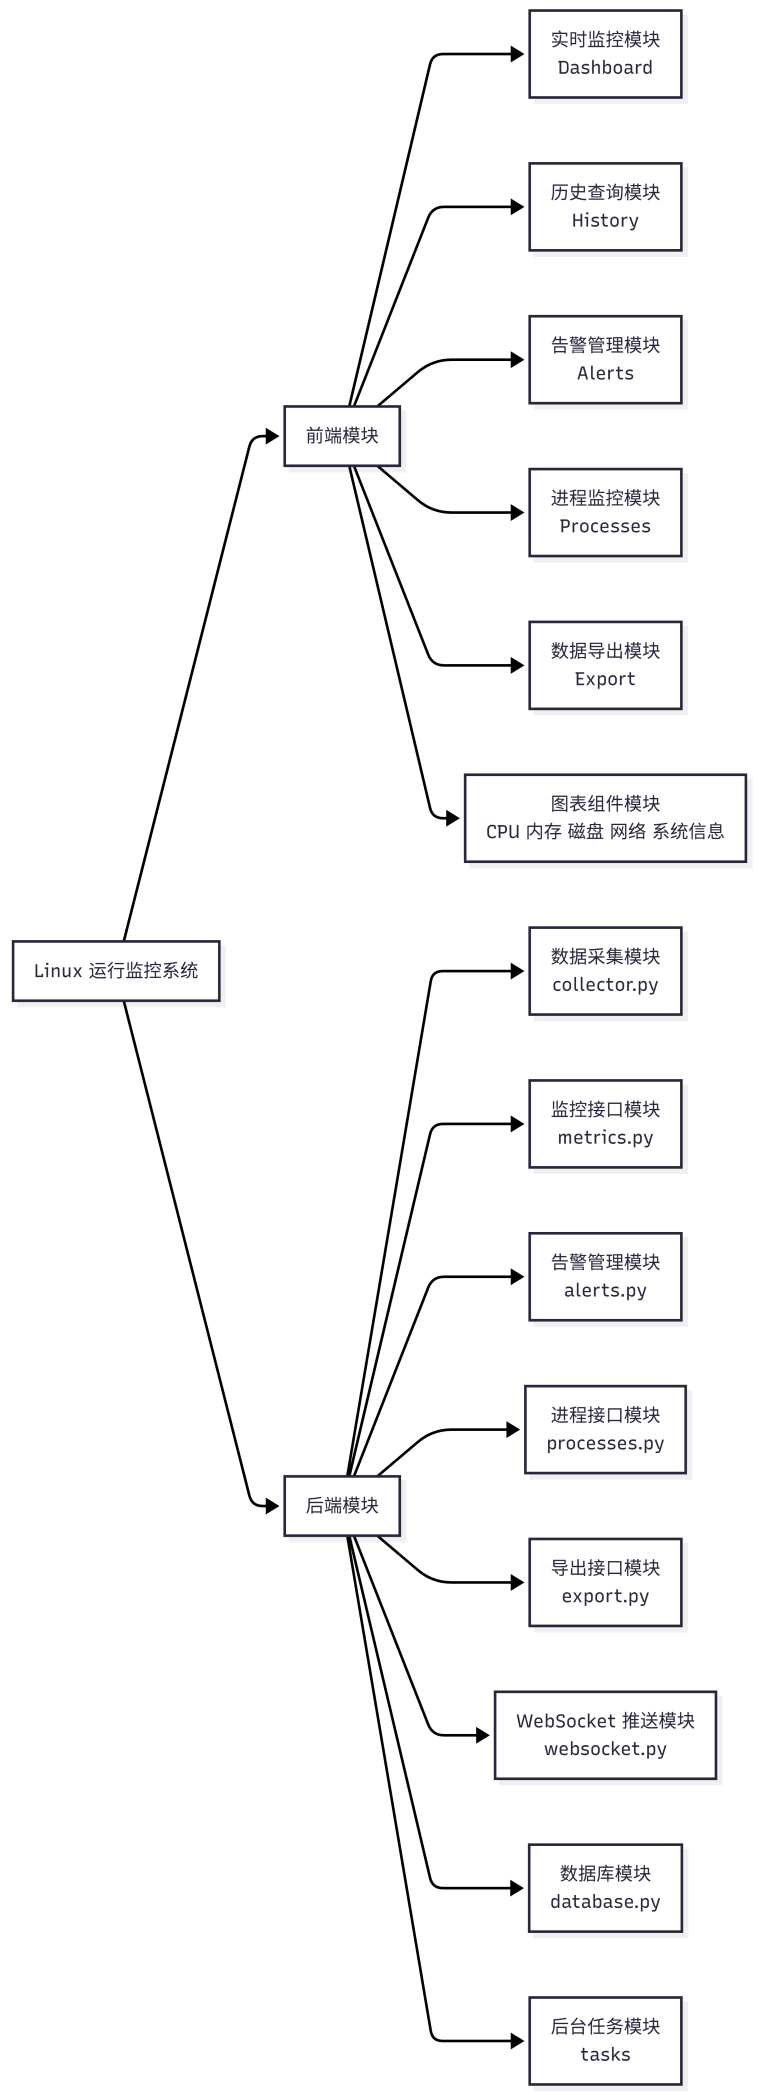 实时监控模块
Dashboard
历史查询模块
History
告警管理模块
Alerts
前端模块
进程监控模块
Processes
数据导出模块
Export
图表组件模块
CPU 内存 磁盘 网络 系统信息
Linux 运行监控系统
数据采集模块
collector.py
监控接口模块
metrics.py
告警管理模块
alerts.py
进程接口模块
processes.py
后端模块
导出接口模块
export.py
WebSocket 推送模块
websocket.py
数据库模块
database.py
后台任务模块
tasks